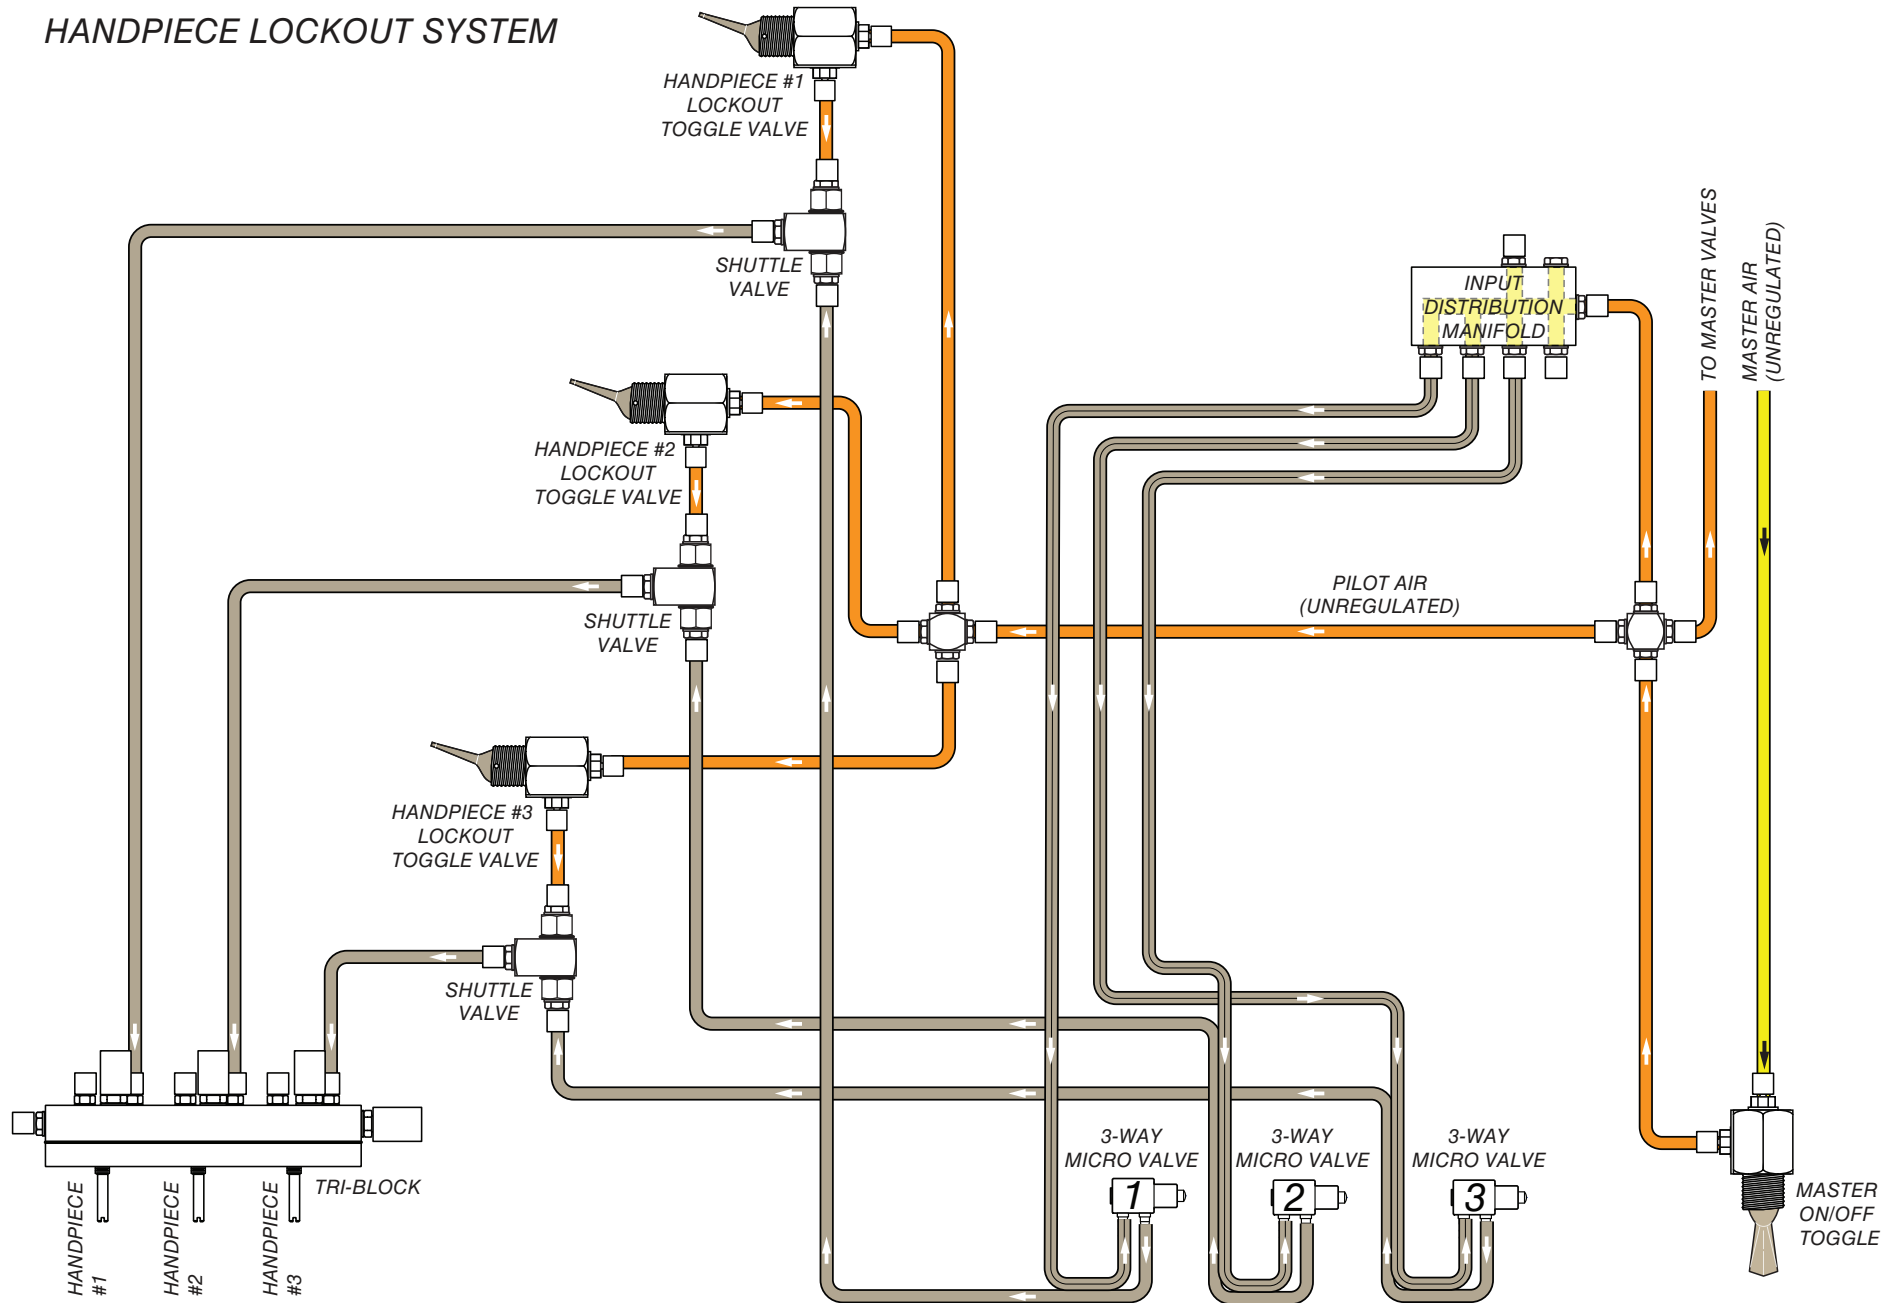 HANDPIECE LOCKOUT SYSTEM
HANDPIECE #1
LOCKOUT
TOGGLE VALVE
SHUTTLE
VALVE
HANDPIECE #2
LOCKOUT
TOGGLE VALVE
SHUTTLE
VALVE
HANDPIECE #3
LOCKOUT
TOGGLE VALVE
SHUTTLE
VALVE
INPUT
DISTRIBUTION
MANIFOLD
TO MASTER VALVES
MASTER AIR
(UNREGULATED)
PILOT AIR
(UNREGULATED)
3-WAY
MICRO VALVE
1
3-WAY
MICRO VALVE
2
3-WAY
MICRO VALVE
3
MASTER
ON/OFF
TOGGLE
TRI-BLOCK
HANDPIECE
#1
HANDPIECE
#2
HANDPIECE
#3